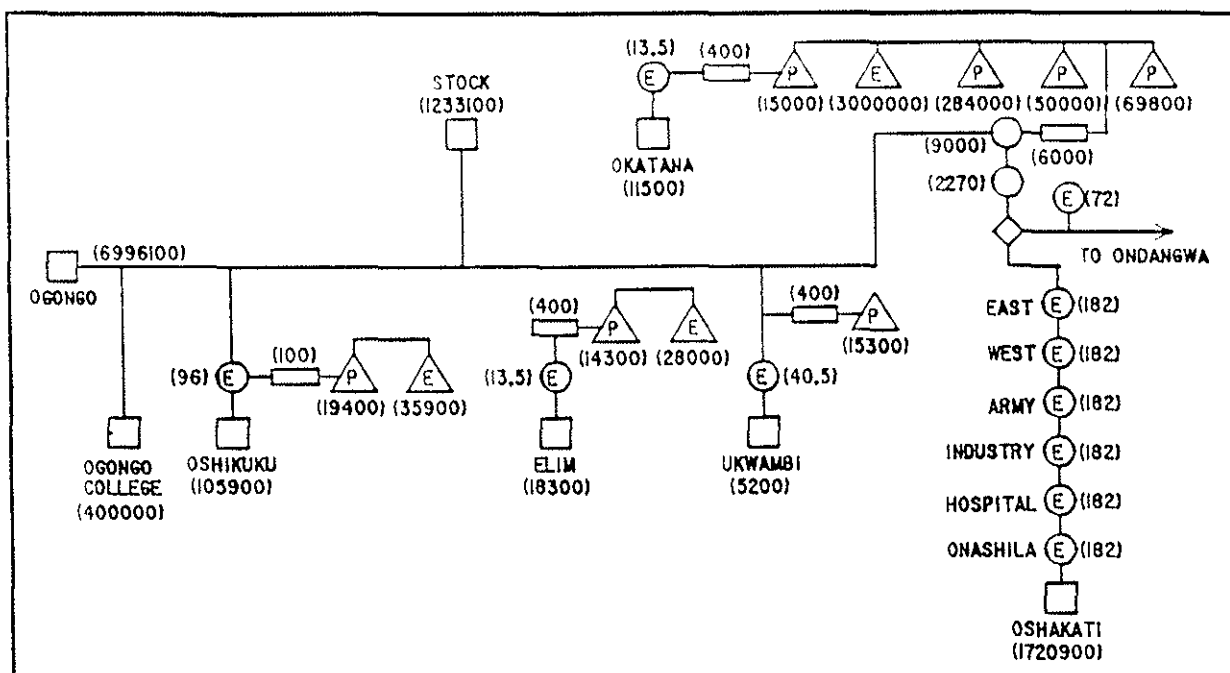 (13,5)
(400)
E
P
E
P
P
P
STOCK
(1233100)
(15000)
(3000000)
(284000)
(50000)
(69800)
OKATANA
(11500)
(9000)
(6000)
(2270)
E
(72)
TO ONDANGWA
(6996100)
OGONGO
EAST
E
(182)
(400)
P
E
(400)
P
(14300)
(28000)
(15300)
WEST
E
(182)
(100)
(96)
E
P
E
(13,5)
E
E
(40,5)
(19400)
(35900)
ARMY
E
(182)
INDUSTRY
E
(182)
OGONGO
COLLEGE
(400000)
OSHIKUKU
(105900)
ELIM
(18300)
UKWAMBI
(5200)
HOSPITAL
E
(182)
ONASHILA
E
(182)
OSHAKATI
(1720900)